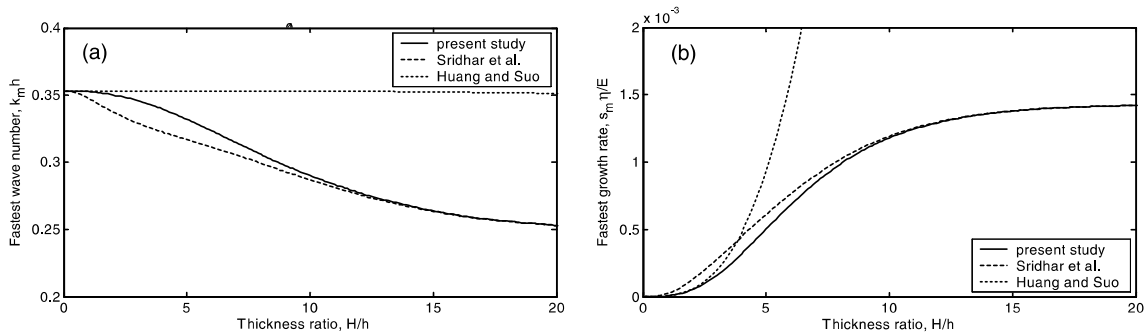 (a)
0.4
0.35
0.3
0.25
0.2
Fastest wave number, kmh
present study
Sridhar et al.
Huang and Suo
0 5 10 15 20
Thickness ratio, H/h
x 10-3
(b)
2
1.5
1
0.5
0
Fastest growth rate, sm η/E
present study
Sridhar et al.
Huang and Suo
0 5 10 15 20
Thickness ratio, H/h